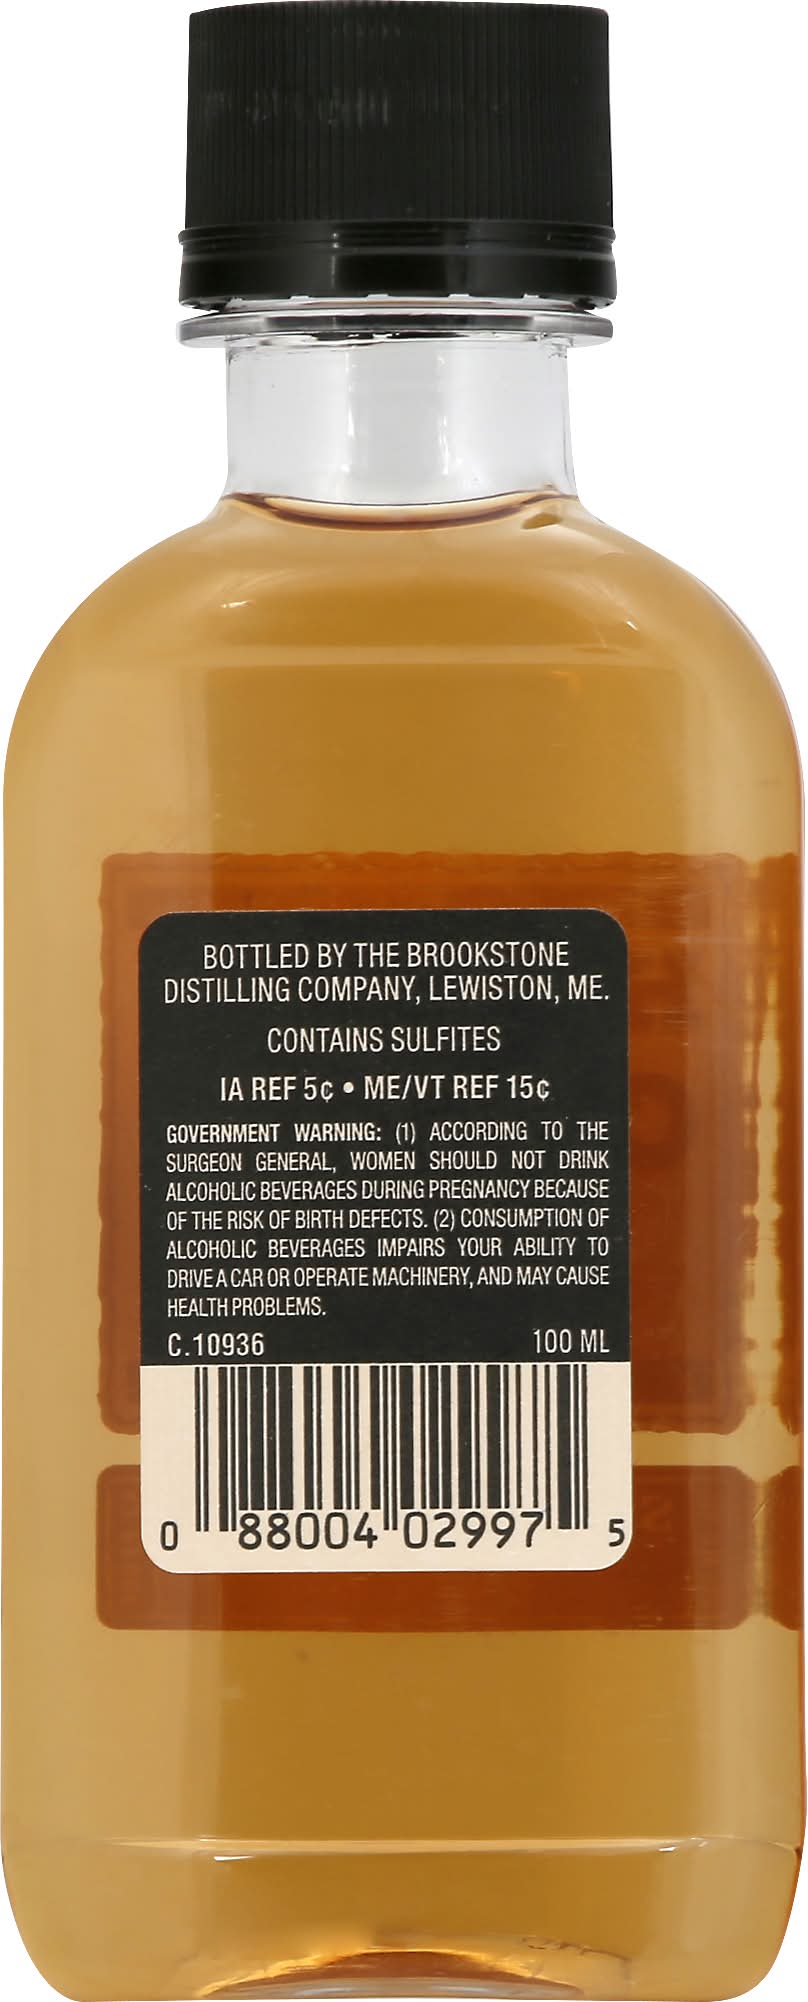 BOTTLED BY THE BROOKSTONE
DISTILLING COMPANY, LEWISTON, ME.
CONTAINS SULFITES
IA REF 5¢ • ME/VT REF 15¢
GOVERNMENT WARNING: (1) ACCORDING TO THE
SURGEON GENERAL, WOMEN SHOULD NOT DRINK
ALCOHOLIC BEVERAGES DURING PREGNANCY BECAUSE
OF THE RISK OF BIRTH DEFECTS. (2) CONSUMPTION OF
ALCOHOLIC BEVERAGES IMPAIRS YOUR ABILITY TO
DRIVE A CAR OR OPERATE MACHINERY, AND MAY CAUSE
HEALTH PROBLEMS.
C.10936 100 ML
0 88004 02997 5